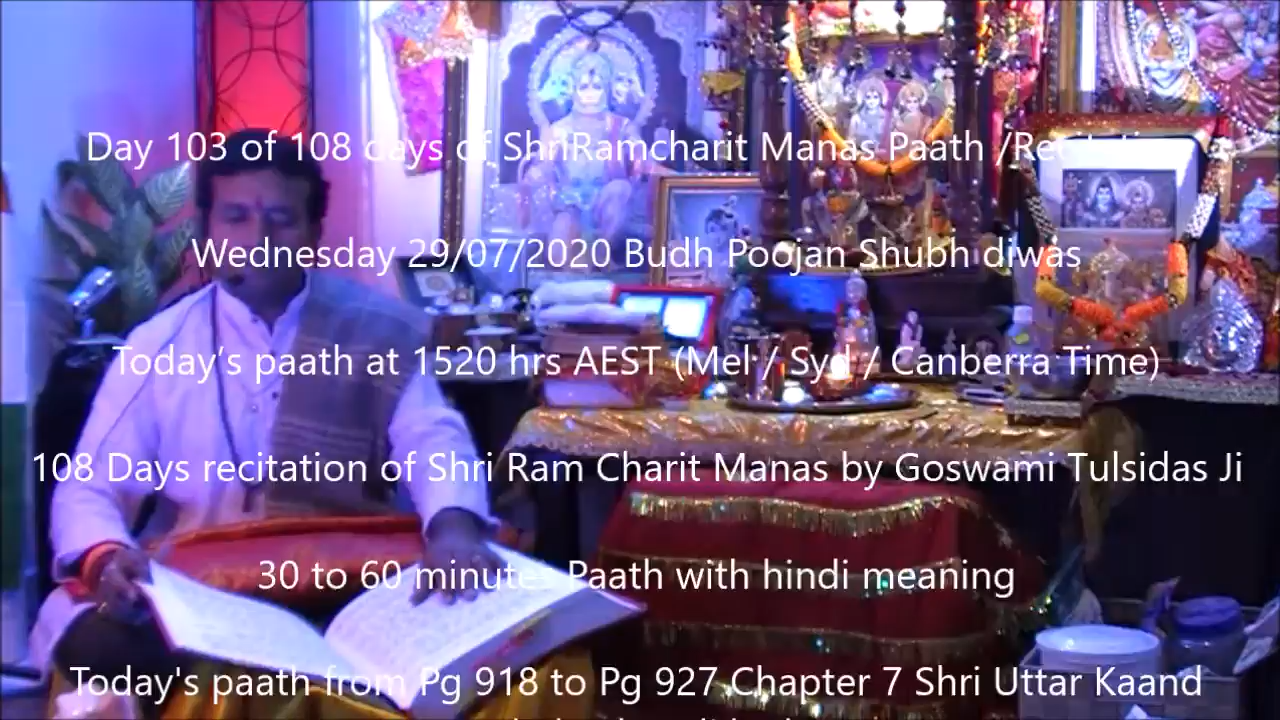 Day 103 of 108 days of ShriRamcharit Manas Paath /Recitation
Wednesday 29/07/2020 Budh Poojan Shubh diwas
Today’s paath at 1520 hrs AEST (Mel / Syd / Canberra Time)
108 Days recitation of Shri Ram Charit Manas by Goswami Tulsidas Ji
30 to 60 minutes Paath with hindi meaning
Today's paath from Pg 918 to Pg 927 Chapter 7 Shri Uttar Kaand